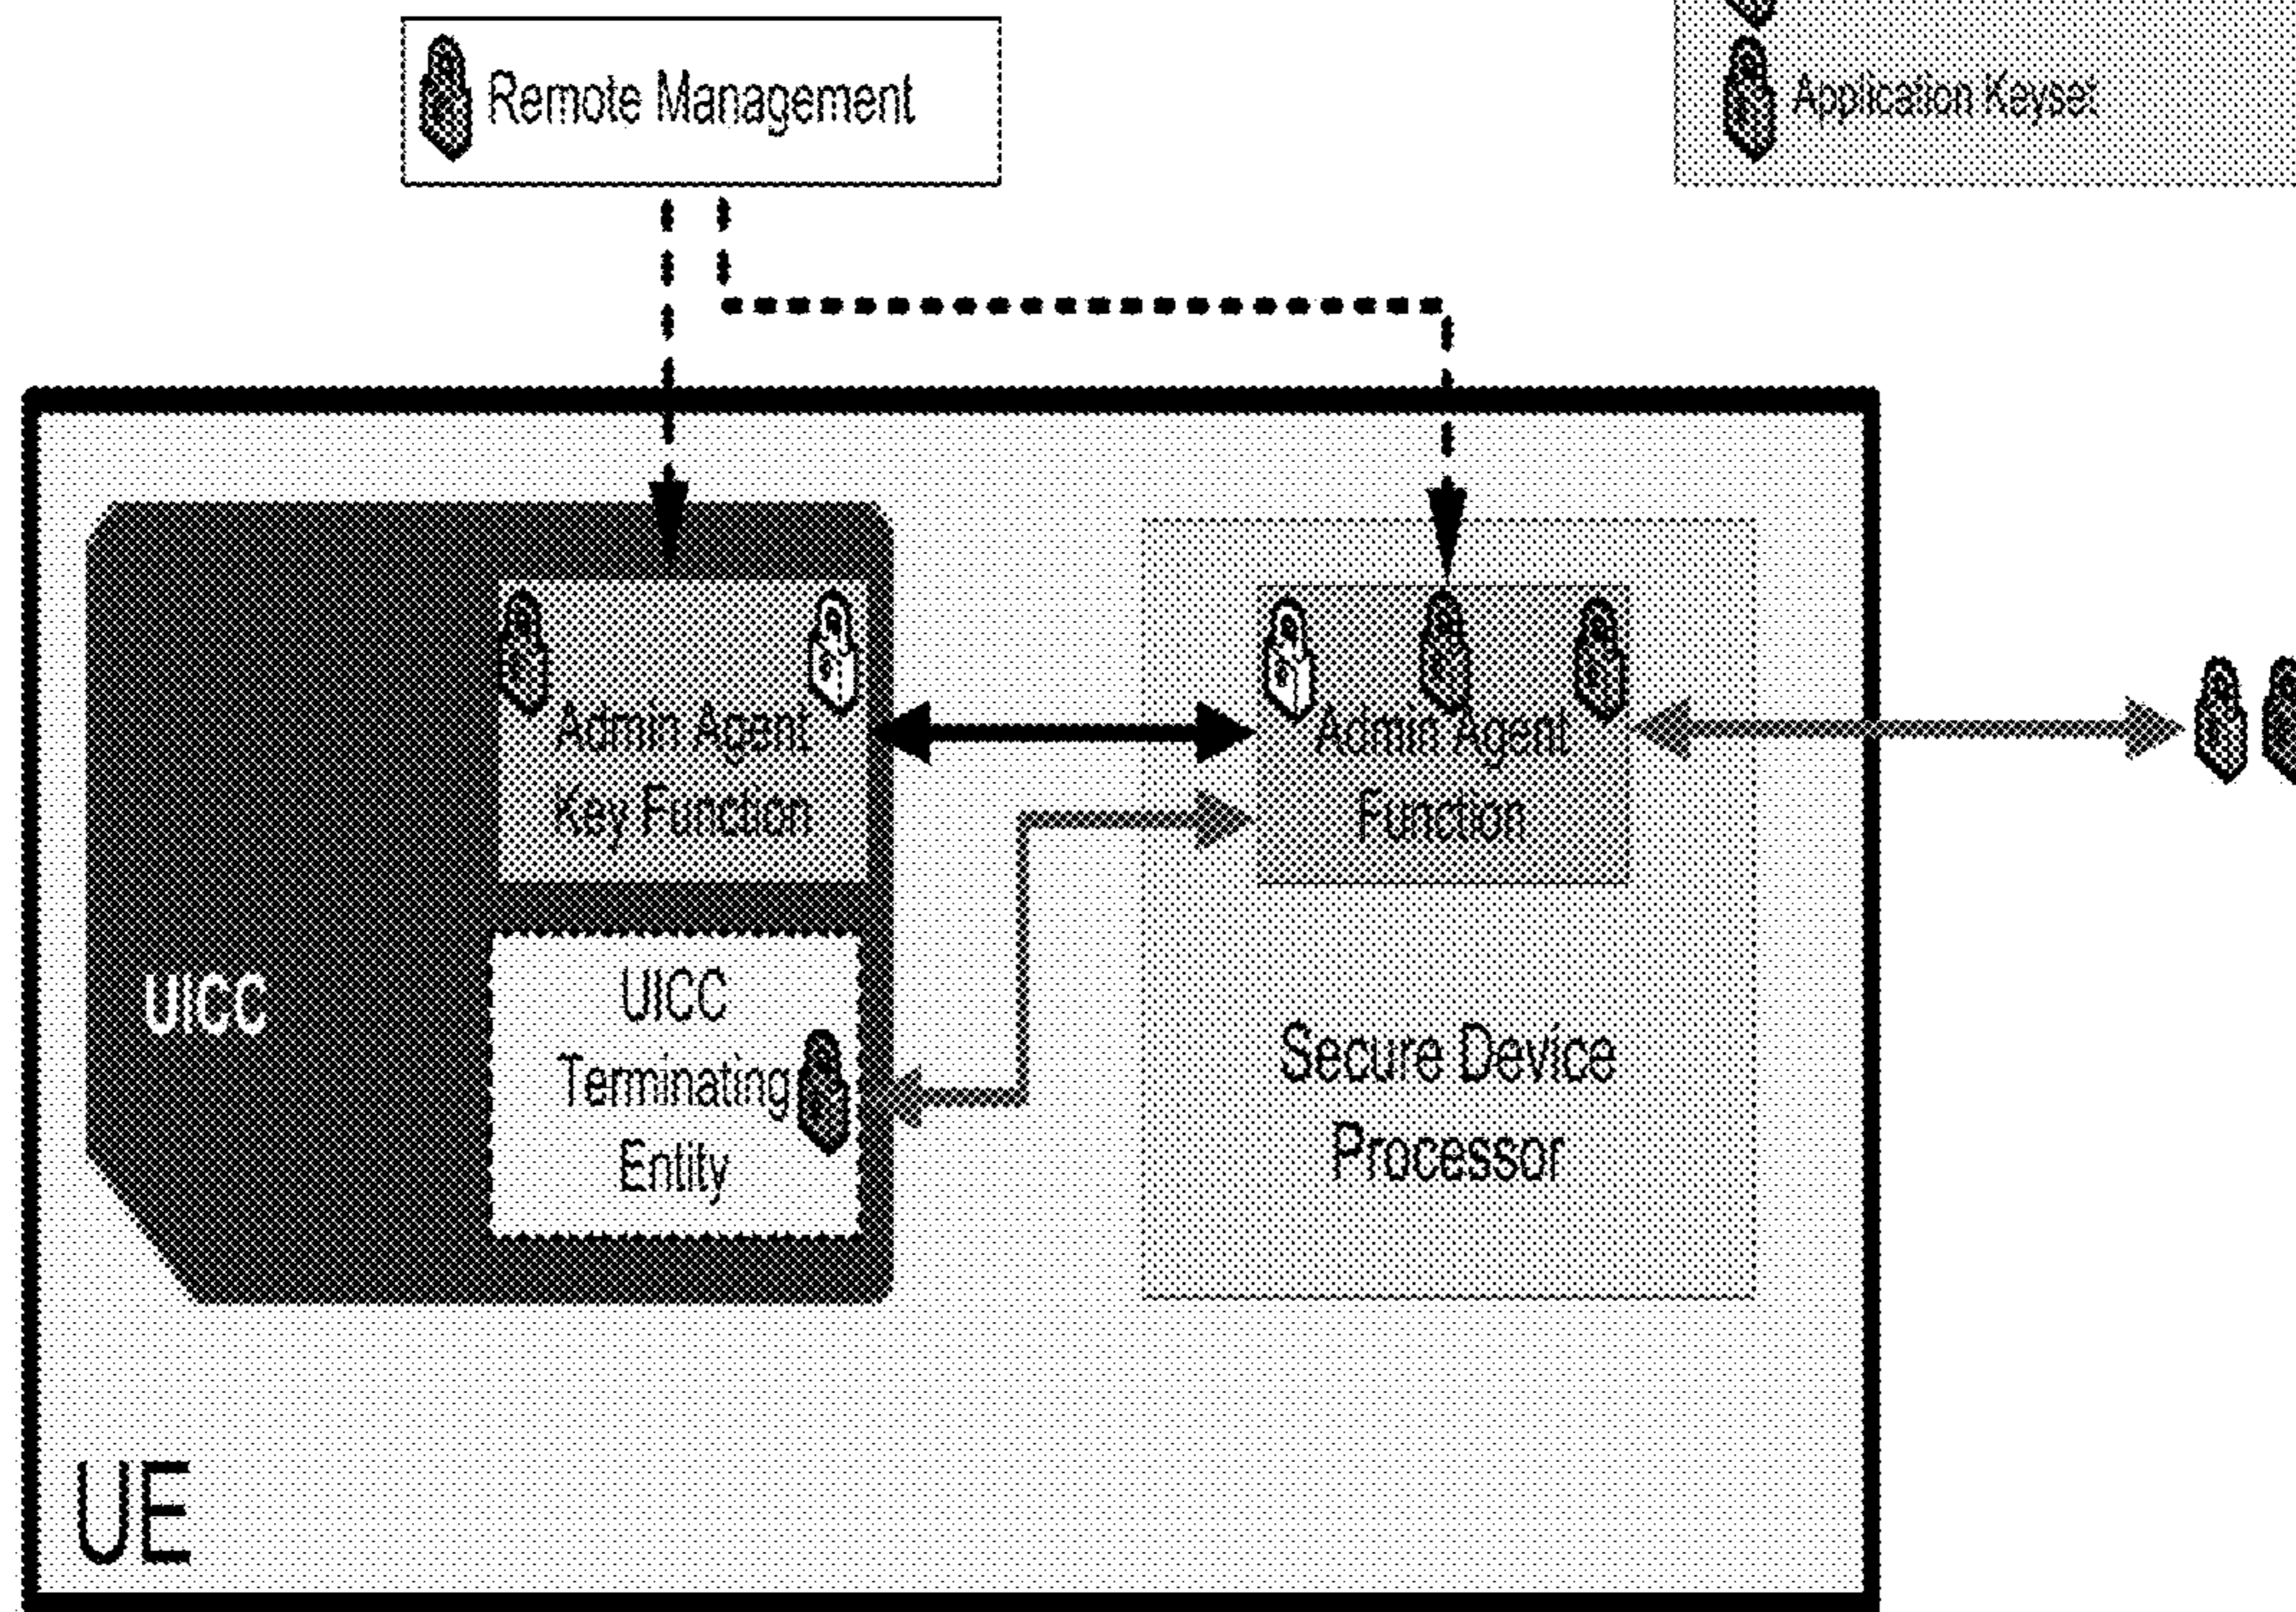 Remote Management
Application Keyset
Admin Agent
Key Function
Admin Agent
Function
UICC
UICC
Terminating
Entity
Secure Device
Processor
UE